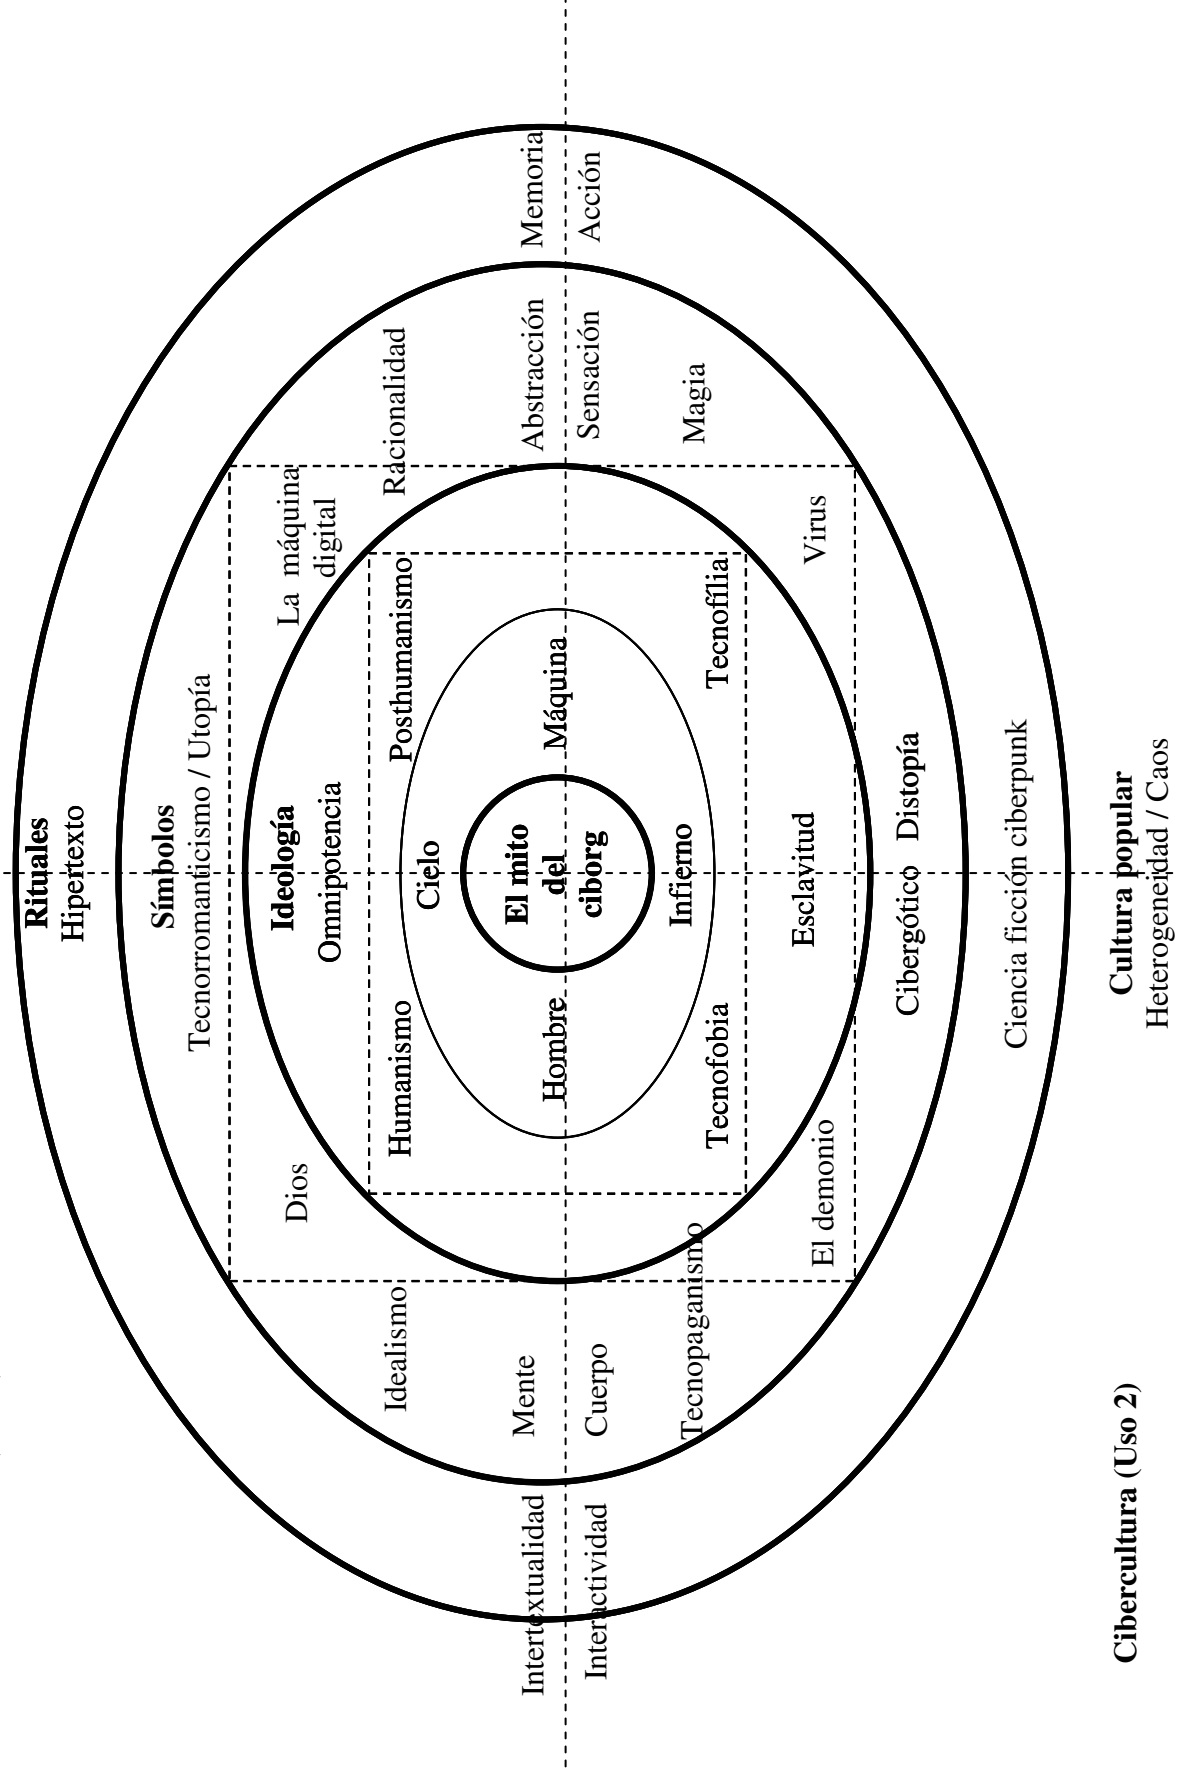 Rituales
Hipertexto
Símbolos
Tecnorromanticismo / Utopía
Dios
Ideología
La máquina
digital
Omnipotencia
Idealismo
Humanismo
Posthumanismo
Racionalidad
Cielo
Intertextualidad
Mente
El mito
del
ciborg
Abstracción
Memoria
Hombre
Máquina
Interactividad
Cuerpo
Sensación
Acción
Infierno
Tecnopaganismo
Tecnofobia
Tecnofília
Magia
Esclavitud
El demonio
Virus
Cibergótico Distopía
Ciencia ficción ciberpunk
Cibercultura (Uso 2)
Cultura popular
Heterogeneidad / Caos